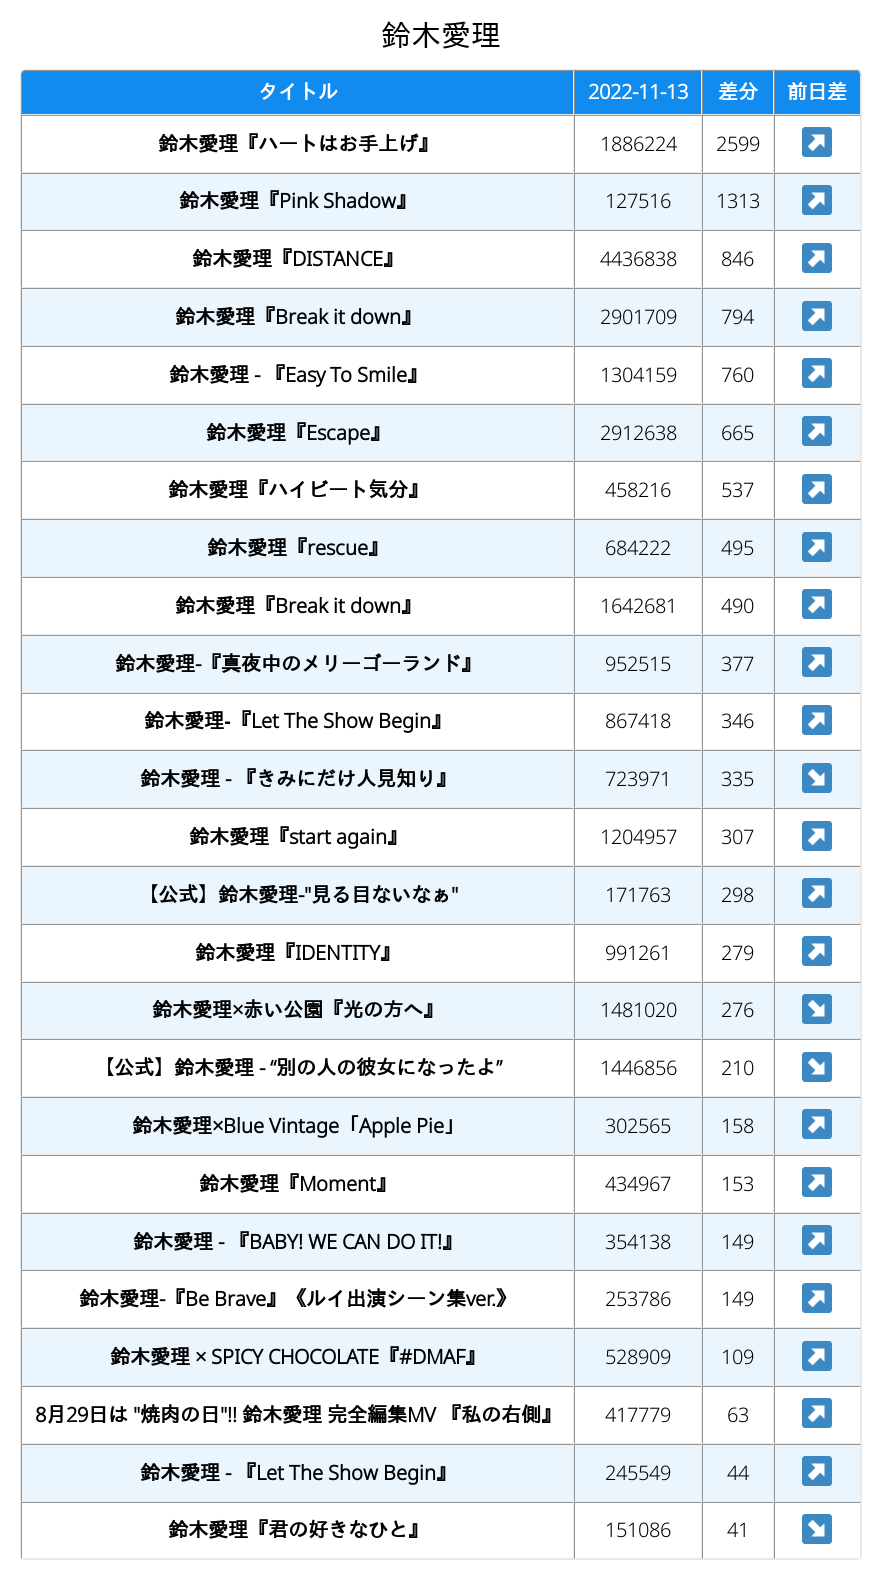 鈴木愛理
タイトル 2022-11-13 差分 前日差
鈴木愛理『ハートはお手上げ』 1886224 2599
鈴木愛理『Pink Shadow』 127516 1313
鈴木愛理『DISTANCE』 4436838 846
鈴木愛理『Break it down』 2901709 794
鈴木愛理 - 『Easy To Smile』 1304159 760
鈴木愛理『Escape』 2912638 665
鈴木愛理『ハイビート気分』 458216 537
鈴木愛理『rescue』 684222 495
鈴木愛理『Break it down』 1642681 490
鈴木愛理-『真夜中のメリーゴーランド』 952515 377
鈴木愛理-『Let The Show Begin』 867418 346
鈴木愛理 - 『きみにだけ人見知り』 723971 335
鈴木愛理『start again』 1204957 307
【公式】鈴木愛理-"見る目ないなぁ" 171763 298
鈴木愛理『IDENTITY』 991261 279
鈴木愛理×赤い公園『光の方へ』 1481020 276
【公式】鈴木愛理 - “別の人の彼女になったよ” 1446856 210
鈴木愛理×Blue Vintage「Apple Pie」 302565 158
鈴木愛理『Moment』 434967 153
鈴木愛理 - 『BABY! WE CAN DO IT!』 354138 149
鈴木愛理-『Be Brave』《ルイ出演シーン集ver.》 253786 149
鈴木愛理 × SPICY CHOCOLATE『#DMAF』 528909 109
8月29日は "焼肉の日"!! 鈴木愛理 完全編集MV 『私の右側』 417779 63
鈴木愛理 - 『Let The Show Begin』 245549 44
鈴木愛理『君の好きなひと』 151086 41